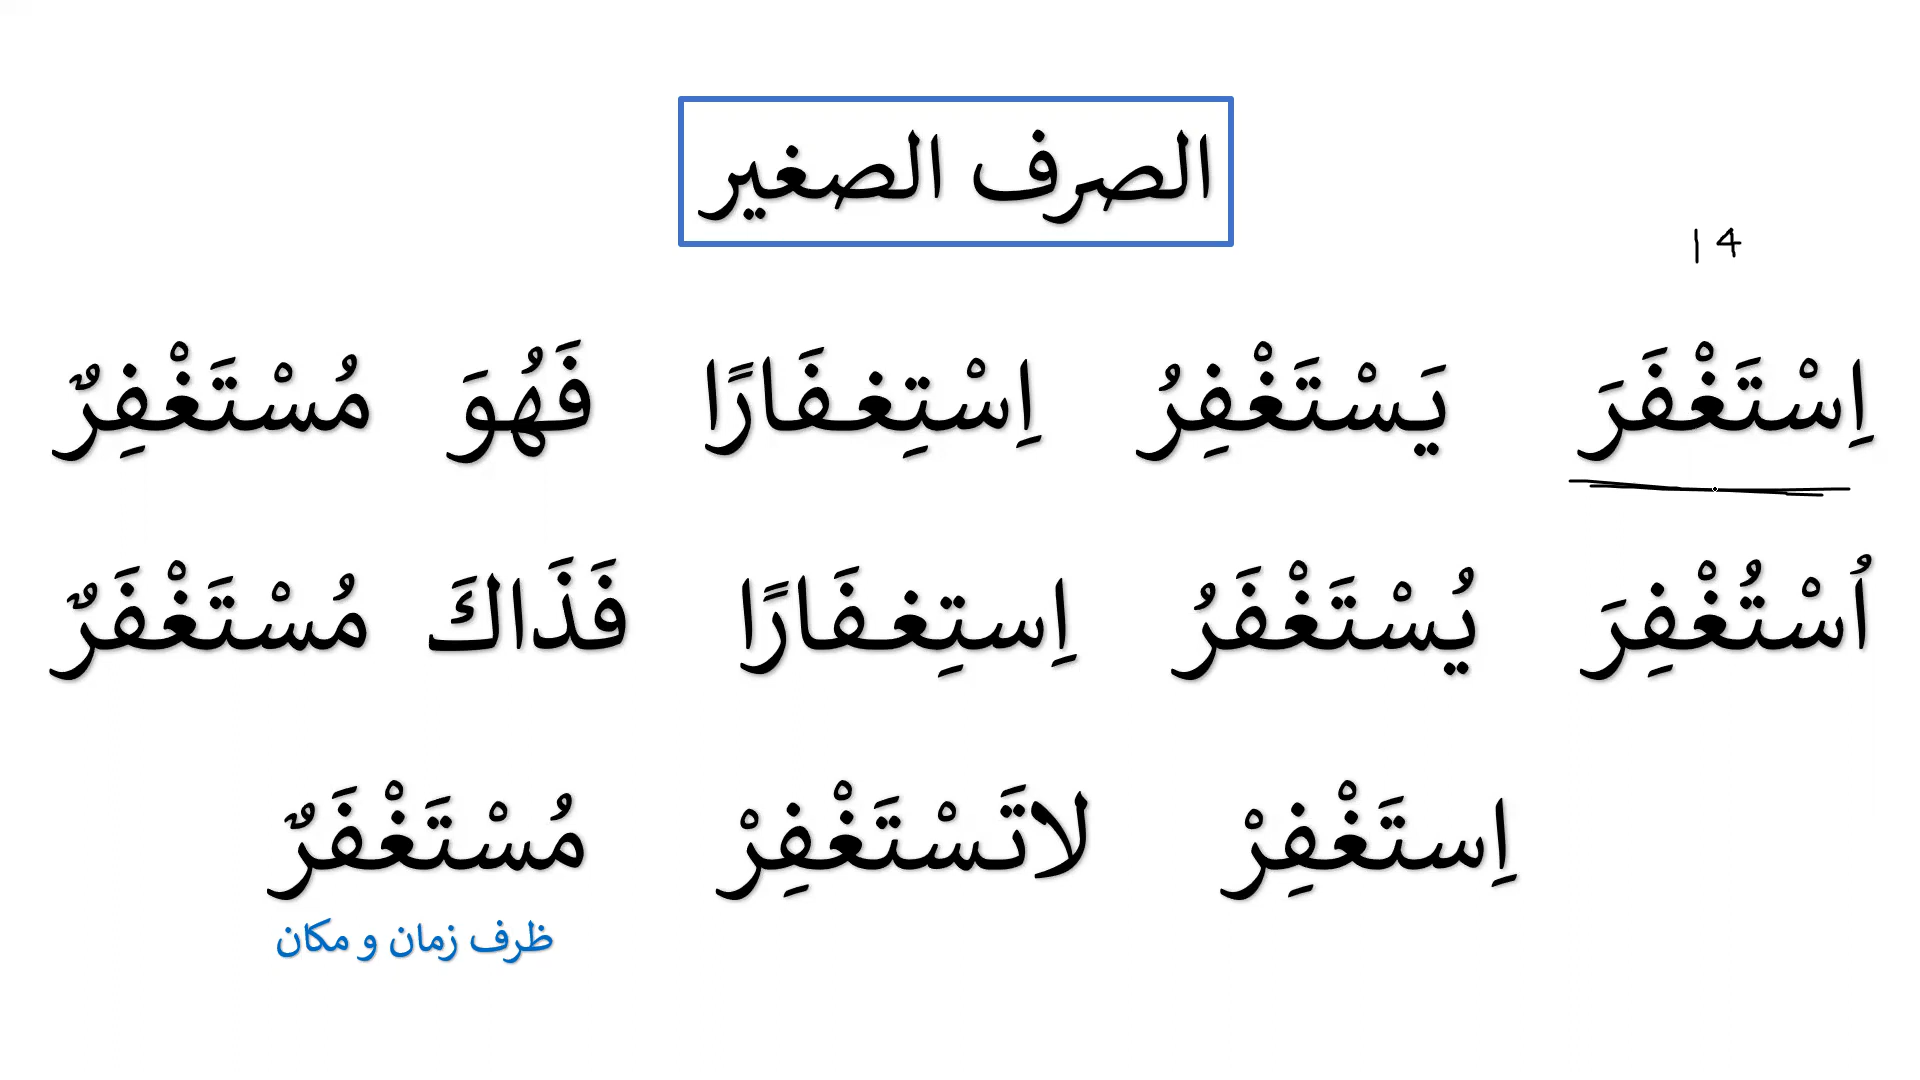 الصرف الصغير
14
اِسْتَغْفَرَ يَسْتَغْفِرُ اِسْتِغفَارًا فَهُوَ مُسْتَغْفِرٌ
اُسْتُغْفِرَ يُسْتَغْفَرُ اِستِغفَارًا فَذَاكَ مُسْتَغْفَرٌ
اِستَغْفِرْ لاتَسْتَغْفِرْ مُسْتَغْفَرٌ
ظرف زمان و مكان